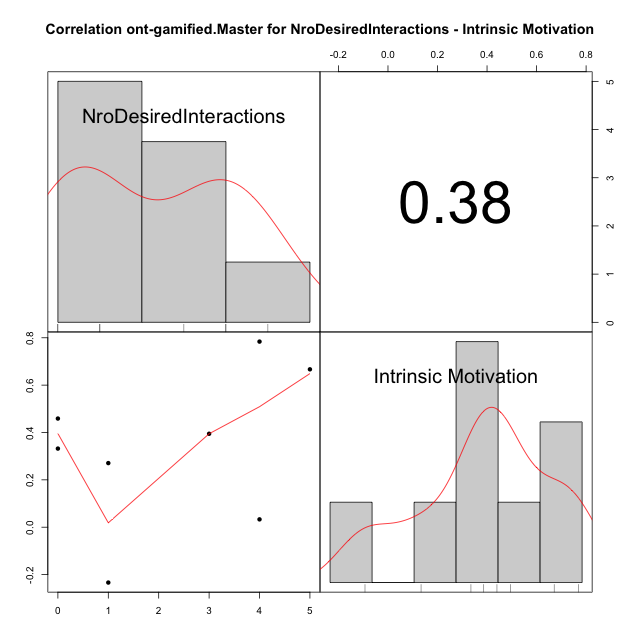 Correlation ont-gamified.Master for NroDesiredInteractions - Intrinsic Motivation
-0.2 0.0 0.2 0.4 0.6 0.8
NroDesiredInteractions
0.38
0 1 2 3 4 5
-0.2 0.0 0.2 0.4 0.6 0.8
Intrinsic Motivation
0 1 2 3 4 5